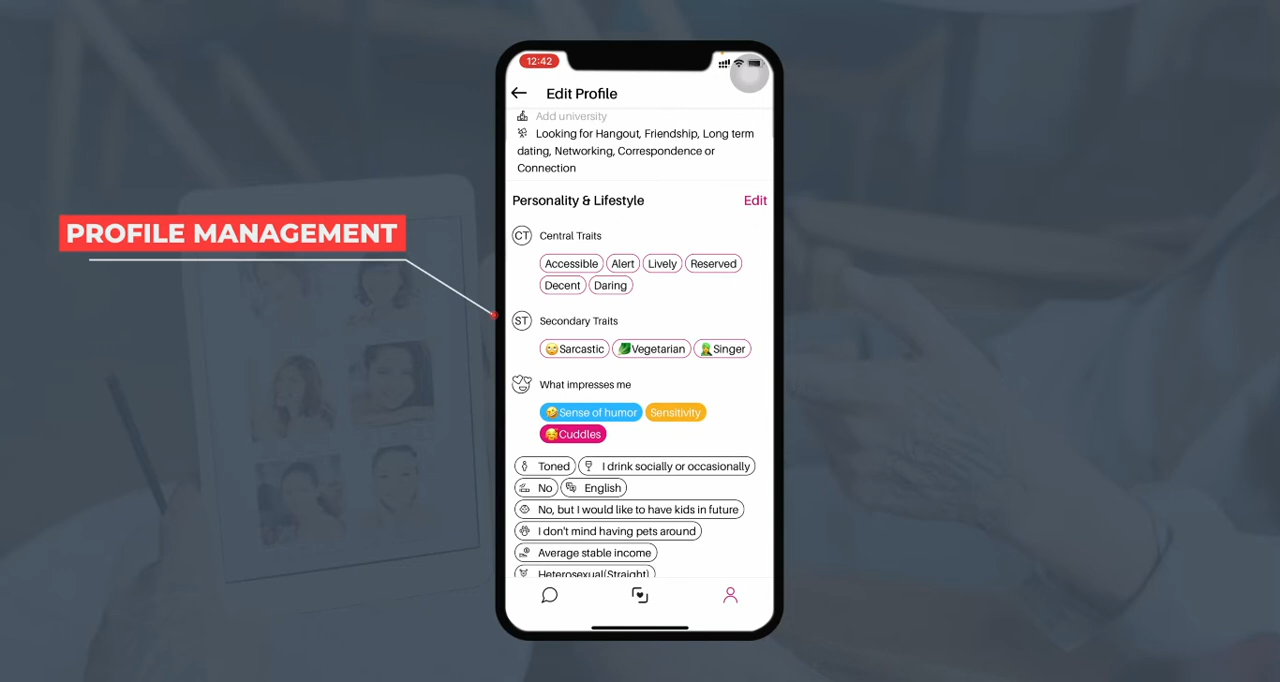 12:42
Edit Profile
Add university
Looking for Hangout, Friendship, Long term
dating, Networking, Correspondence or
Connection
Personality & Lifestyle Edit
PROFILE MANAGEMENT
CT Central Traits
Accessible Alert Lively Reserved
Decent Daring
ST Secondary Traits
Sarcastic Vegetarian Singer
What impresses me
Sense of humor Sensitivity
Cuddles
Toned I drink socially or occasionally
No English
No, but I would like to have kids in future
I don't mind having pets around
Average stable income
Heterosexual(Straight)